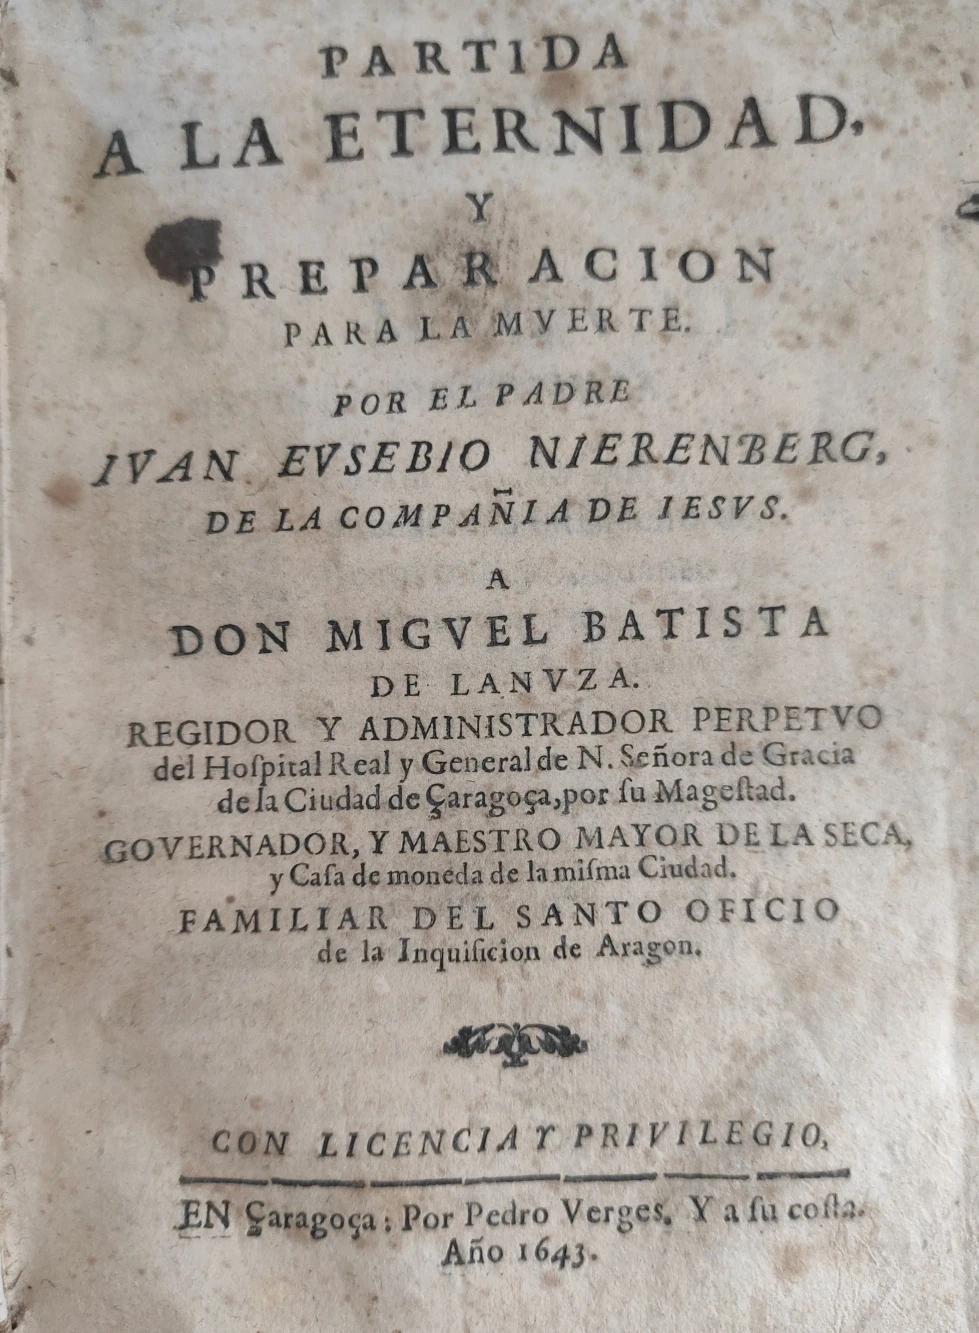 PARTIDA
A LA ETERNIDAD,
Y
PREPARACION
PARA LA MVERTE.
POR EL PADRE
IVAN EVSEBIO NIERENBERG,
DE LA COMPAÑIA DE IESVS.
A
DON MIGVEL BATISTA
DE LANVZA.
REGIDOR Y ADMINISTRADOR PERPETVO
del Hoſpital Real y General de N. Señora de Gracia
de la Ciudad de Çaragoça, por ſu Mageſtad.
GOVERNADOR, Y MAESTRO MAYOR DE LA SECA,
y Caſa de moneda de la miſma Ciudad.
FAMILIAR DEL SANTO OFICIO
de la Inquiſicion de Aragon.
CON LICENCIA Y PRIVILEGIO,
EN Çaragoça: Por Pedro Verges. Y a ſu coſta.
Año 1643.